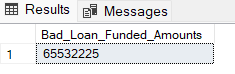 Results Messages
Bad_Loan_Funded_Amounts
1 65532225